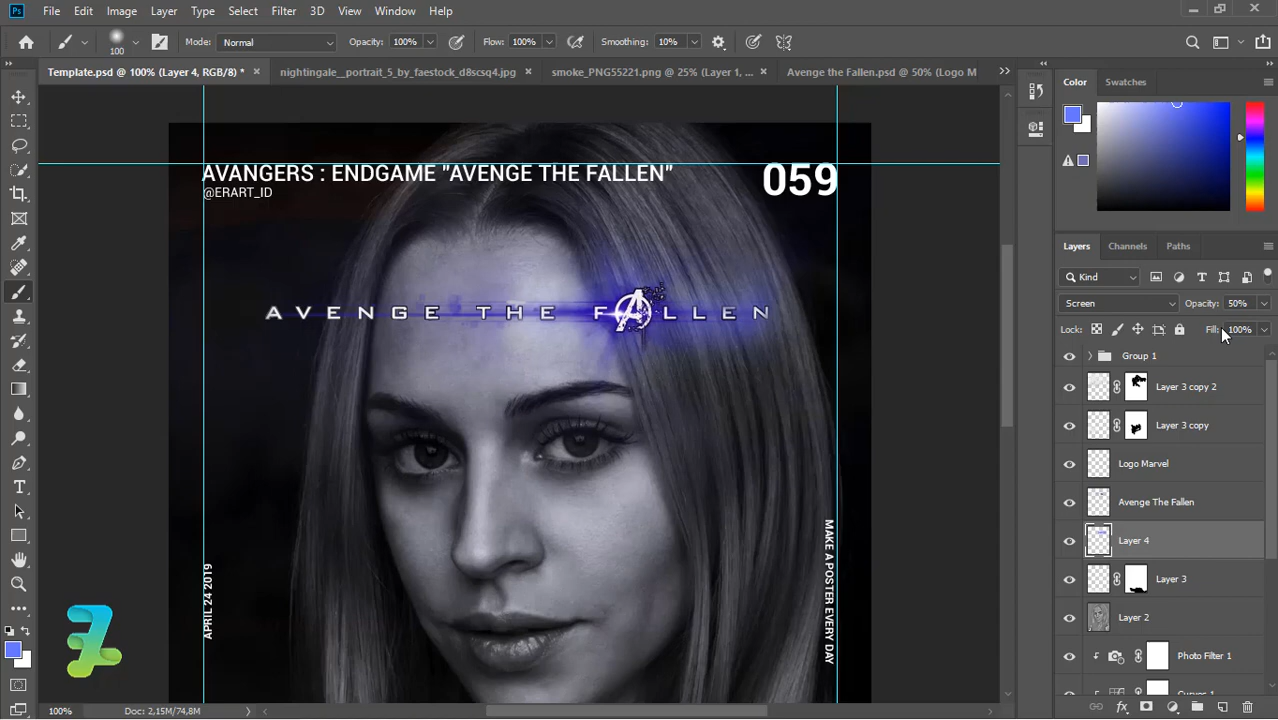 Ps File Edit Image Layer Type Select Filter 3D View Window Help
100 Mode: Normal Opacity: 100% Flow: 100% Smoothing: 10%
Template.psd @ 100% (Layer 4, RGB/8) * × nightingale__portrait_5_by_faestock_d8scsq4.jpg × smoke_PNG55221.png @ 25% (Layer 1, ... × Avenge the Fallen.psd @ 50% (Logo M
Color Swatches
AVANGERS : ENDGAME "AVENGE THE FALLEN" 059
@ERART_ID
AVENGE THE FALLEN
APRIL 24 2019
MAKE A POSTER EVERY DAY
Layers Channels Paths
Kind
Screen Opacity: 50%
Lock: Fill: 100%
Group 1
Layer 3 copy 2
Layer 3 copy
Logo Marvel
Avenge The Fallen
Layer 4
Layer 3
Layer 2
Photo Filter 1
Curves 1
100% Doc: 2,15M/74,8M